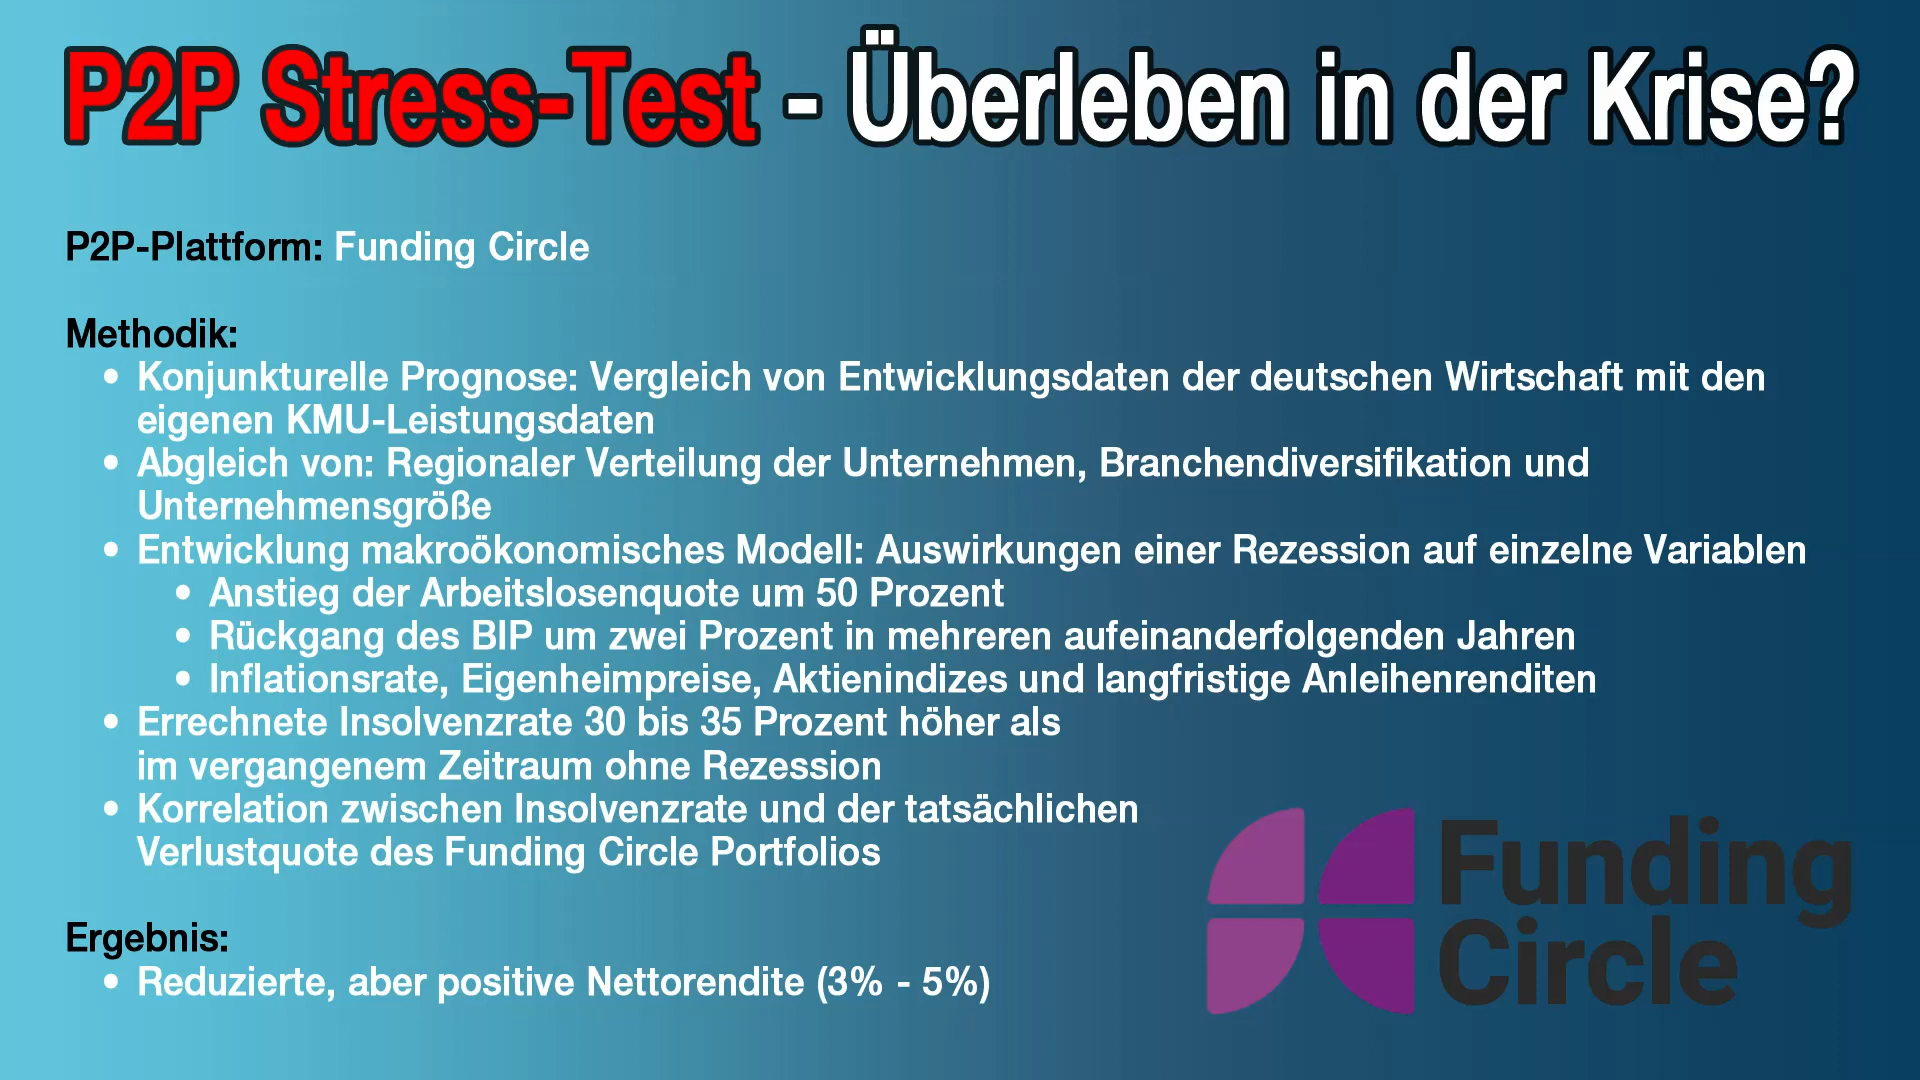 P2P Stress-Test - Überleben in der Krise?
P2P-Plattform: Funding Circle
Methodik:
• Konjunkturelle Prognose: Vergleich von Entwicklungsdaten der deutschen Wirtschaft mit den
eigenen KMU-Leistungsdaten
• Abgleich von: Regionaler Verteilung der Unternehmen, Branchendiversifikation und
Unternehmensgröße
• Entwicklung makroökonomisches Modell: Auswirkungen einer Rezession auf einzelne Variablen
• Anstieg der Arbeitslosenquote um 50 Prozent
• Rückgang des BIP um zwei Prozent in mehreren aufeinanderfolgenden Jahren
• Inflationsrate, Eigenheimpreise, Aktienindizes und langfristige Anleihenrenditen
• Errechnete Insolvenzrate 30 bis 35 Prozent höher als
im vergangenem Zeitraum ohne Rezession
• Korrelation zwischen Insolvenzrate und der tatsächlichen
Verlustquote des Funding Circle Portfolios
Ergebnis:
• Reduzierte, aber positive Nettorendite (3% - 5%)
Funding
Circle